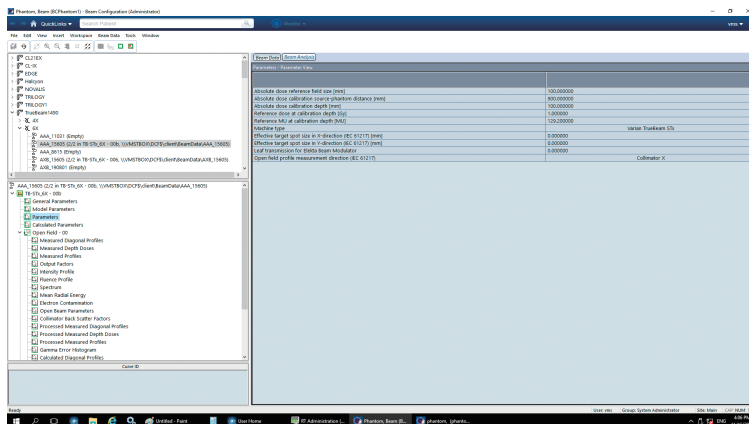 Phantom, Beam (BCPhantom1) - Beam Configuration (Administrator)
QuickLinks
Search Patient
vms
File Edit View Insert Workspace Beam Data Tools Window
CL21EX
CL-iX
EDGE
Halcyon
NOVALIS
TRILOGY
TRILOGY1
TrueBeam1490
4X
6X
AAA_11031 (Empty)
AAA_15605 (2/2 in TB-STx_6X - 00b, \\VMSTBOX\DCF$\client\BeamData\AAA_15605)
AAA_8615 (Empty)
AXB_15605 (2/2 in TB-STx_6X - 00b, \\VMSTBOX\DCF$\client\BeamData\AXB_15605)
AXB_190801 (Empty)
AAA_15605 (2/2 in TB-STx_6X - 00b, \\VMSTBOX\DCF$\client\BeamData\AAA_15605)
TB-STx_6X - 00b
General Parameters
Model Parameters
Parameters
Calculated Parameters
Open Field - 00
Measured Diagonal Profiles
Measured Depth Doses
Measured Profiles
Output Factors
Intensity Profile
Fluence Profile
Spectrum
Mean Radial Energy
Electron Contamination
Open Beam Parameters
Collimator Back Scatter Factors
Processed Measured Diagonal Profiles
Processed Measured Depth Doses
Processed Measured Profiles
Gamma Error Histogram
Calculated Diagonal Profiles
Curve ID
Beam Data Beam Analysis
Parameters - Parameter View
Absolute dose reference field size [mm] 100.000000
Absolute dose calibration source-phantom distance [mm] 900.000000
Absolute dose calibration depth [mm] 100.000000
Reference dose at calibration depth [Gy] 1.000000
Reference MU at calibration depth [MU] 129.200000
Machine type Varian TrueBeam STx
Effective target spot size in X-direction (IEC 61217) [mm] 0.000000
Effective target spot size in Y-direction (IEC 61217) [mm] 0.000000
Leaf transmission for Elekta Beam Modulator 0.000000
Open field profile measurement direction (IEC 61217) Collimator X
Ready
User: vms Group: System Administrator Site: Main CAP NUM
Untitled - Paint
User Home
RT Administration (...
Phantom, Beam (B...
phantom, (phanto...
ENG
4:06 PM